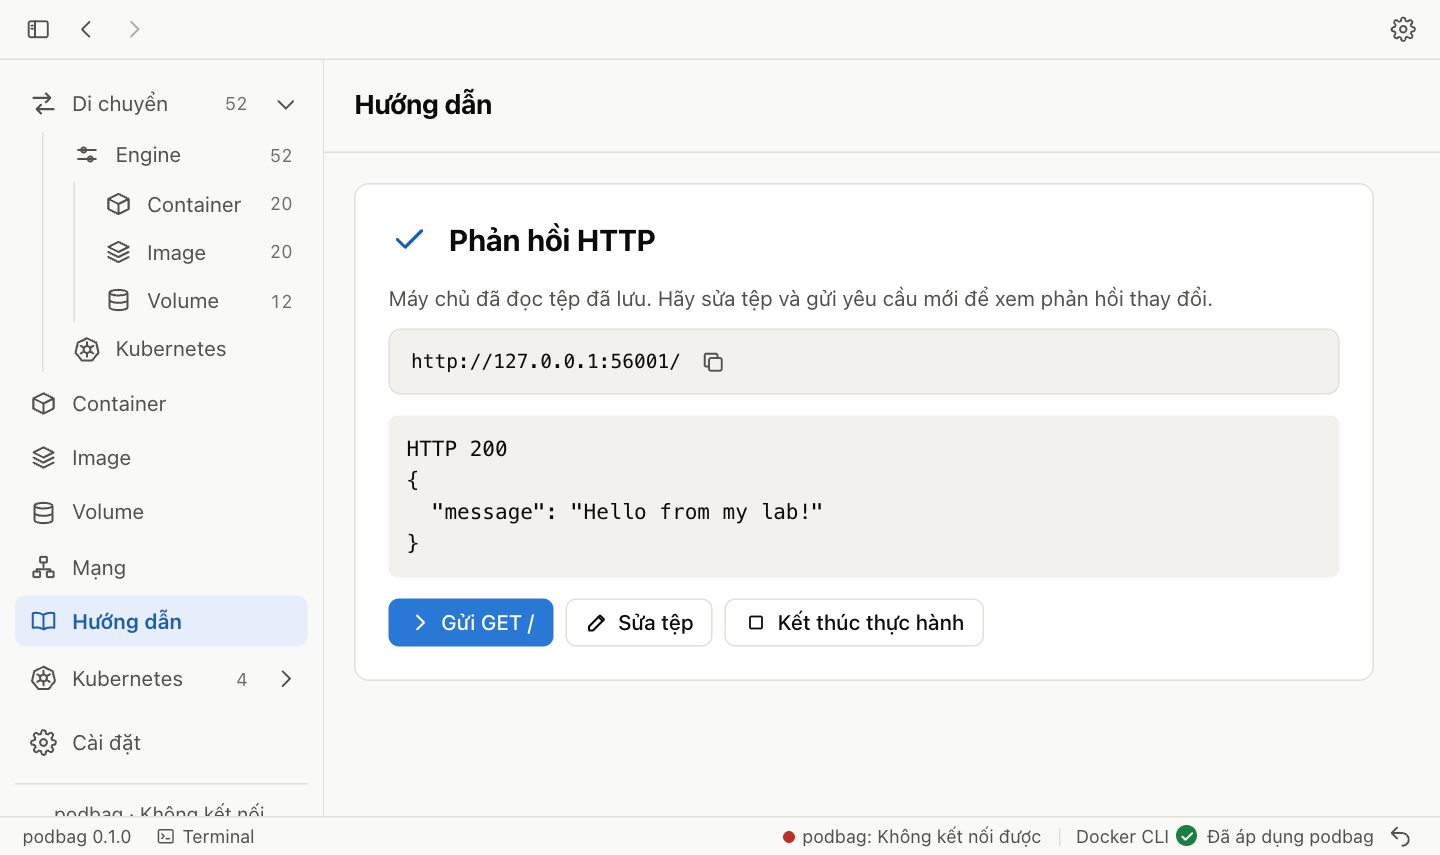 Di chuyển 52
Engine 52
Container 20
Image 20
Volume 12
Kubernetes
Container
Image
Volume
Mạng
Hướng dẫn
Kubernetes 4
Cài đặt
podbag · Không kết nối
Hướng dẫn
Phản hồi HTTP
Máy chủ đã đọc tệp đã lưu. Hãy sửa tệp và gửi yêu cầu mới để xem phản hồi thay đổi.
http://127.0.0.1:56001/
HTTP 200
{
  "message": "Hello from my lab!"
}
Gửi GET / Sửa tệp Kết thúc thực hành
podbag 0.1.0 Terminal podbag: Không kết nối được Docker CLI Đã áp dụng podbag